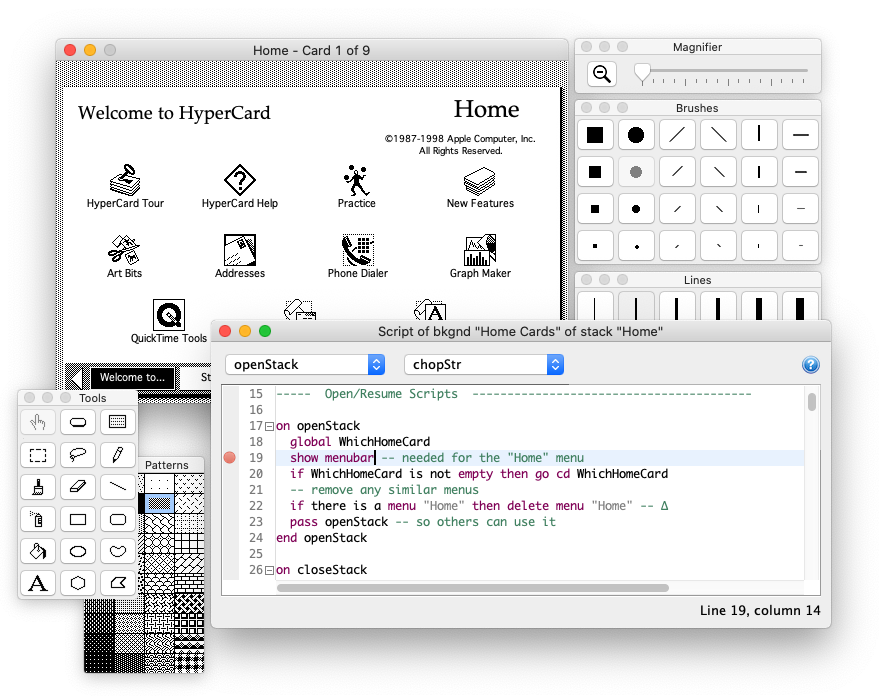 Home - Card 1 of 9
Welcome to HyperCard
Home
©1987-1998 Apple Computer, Inc.
All Rights Reserved.
HyperCard Tour
HyperCard Help
Practice
New Features
Art Bits
Addresses
Phone Dialer
Graph Maker
A
QuickTime Tools
Welcome to...
St
Magnifier
Brushes
Lines
Tools
A
Patterns
Script of bkgnd "Home Cards" of stack "Home"
openStack
chopStr
?
15 ----- Open/Resume Scripts ----------------------------------------
16
17 on openStack
18 global WhichHomeCard
19 show menubar -- needed for the "Home" menu
20 if WhichHomeCard is not empty then go cd WhichHomeCard
21 -- remove any similar menus
22 if there is a menu "Home" then delete menu "Home" -- Δ
23 pass openStack -- so others can use it
24 end openStack
25
26 on closeStack
Line 19, column 14